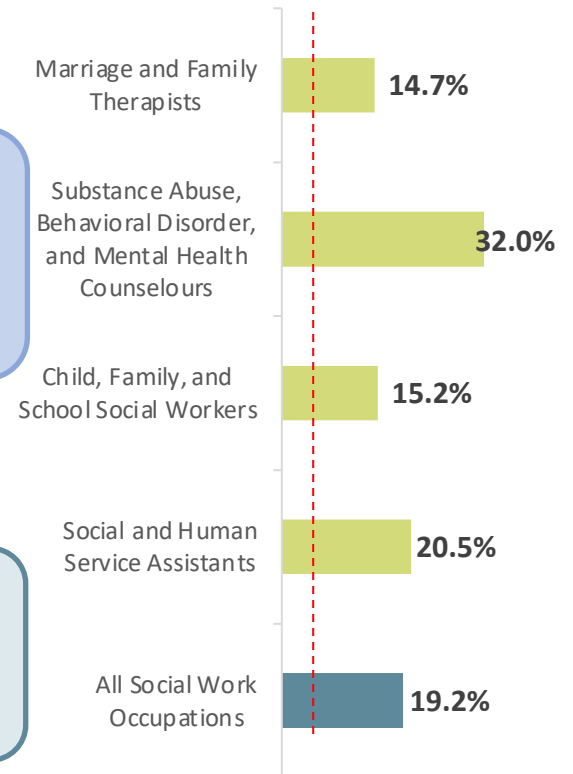 Marriage and Family
Therapists
14.7%
Substance Abuse,
Behavioral Disorder,
and Mental Health
Counselours
32.0%
Child, Family, and
School Social Workers
15.2%
Social and Human
Service Assistants
20.5%
All Social Work
Occupations
19.2%